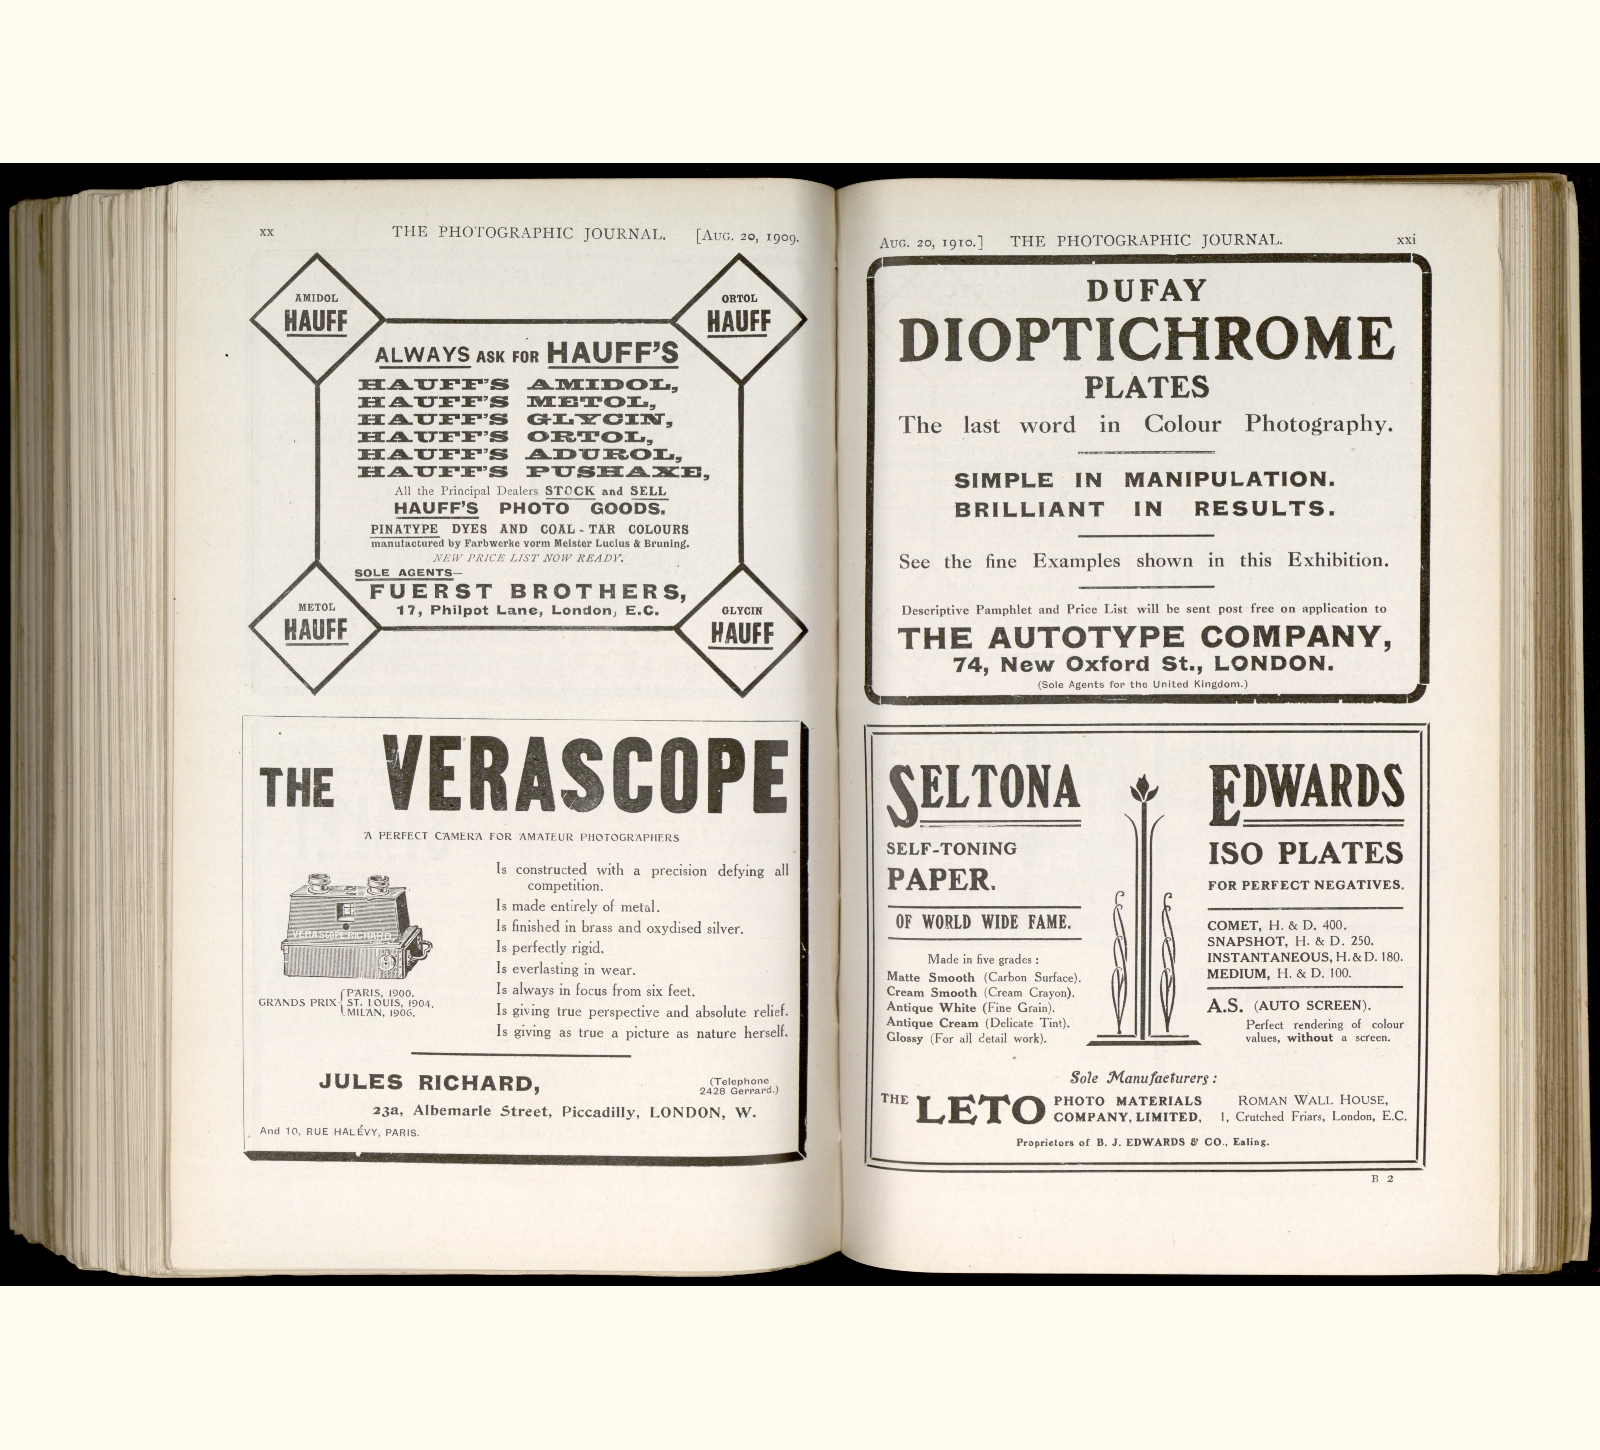 xx THE PHOTOGRAPHIC JOURNAL. [AUG. 20, 1909.
AMIDOL
HAUFF
ORTOL
HAUFF
ALWAYS ASK FOR HAUFF'S
HAUFF'S AMIDOL,
HAUFF'S METOL,
HAUFF'S GLYCIN,
HAUFF'S ORTOL,
HAUFF'S ADUROL,
HAUFF'S PUSHAXE,
All the Principal Dealers STOCK and SELL
HAUFF'S PHOTO GOODS.
PINATYPE DYES AND COAL-TAR COLOURS
manufactured by Farbwerke vorm Meister Lucius & Bruning.
NEW PRICE LIST NOW READY.
SOLE AGENTS—
FUERST BROTHERS,
17, Philpot Lane, London, E.C.
METOL
HAUFF
GLYCIN
HAUFF
THE VERASCOPE
A PERFECT CAMERA FOR AMATEUR PHOTOGRAPHERS
VERASCOPE RICHARD
GRANDS PRIX { PARIS, 1900.
ST. LOUIS, 1904.
MILAN, 1906.
Is constructed with a precision defying all
competition.
Is made entirely of metal.
Is finished in brass and oxydised silver.
Is perfectly rigid.
Is everlasting in wear.
Is always in focus from six feet.
Is giving true perspective and absolute relief.
Is giving as true a picture as nature herself.
JULES RICHARD,
(Telephone
2428 Gerrard.)
23a, Albemarle Street, Piccadilly, LONDON, W.
And 10, RUE HALÉVY, PARIS.
AUG. 20, 1910.] THE PHOTOGRAPHIC JOURNAL. xxi
DUFAY
DIOPTICHROME
PLATES
The last word in Colour Photography.
SIMPLE IN MANIPULATION.
BRILLIANT IN RESULTS.
See the fine Examples shown in this Exhibition.
Descriptive Pamphlet and Price List will be sent post free on application to
THE AUTOTYPE COMPANY,
74, New Oxford St., LONDON.
(Sole Agents for the United Kingdom.)
SELTONA
SELF-TONING
PAPER.
OF WORLD WIDE FAME.
Made in five grades :
Matte Smooth (Carbon Surface).
Cream Smooth (Cream Crayon).
Antique White (Fine Grain).
Antique Cream (Delicate Tint).
Glossy (For all detail work).
EDWARDS
ISO PLATES
FOR PERFECT NEGATIVES.
COMET, H. & D. 400.
SNAPSHOT, H. & D. 250.
INSTANTANEOUS, H. & D. 180.
MEDIUM, H. & D. 100.
A.S. (AUTO SCREEN).
Perfect rendering of colour
values, without a screen.
Sole Manufacturers :
THE LETO PHOTO MATERIALS
COMPANY, LIMITED,
ROMAN WALL HOUSE,
1, Crutched Friars, London, E.C.
Proprietors of B. J. EDWARDS & CO., Ealing.
B 2